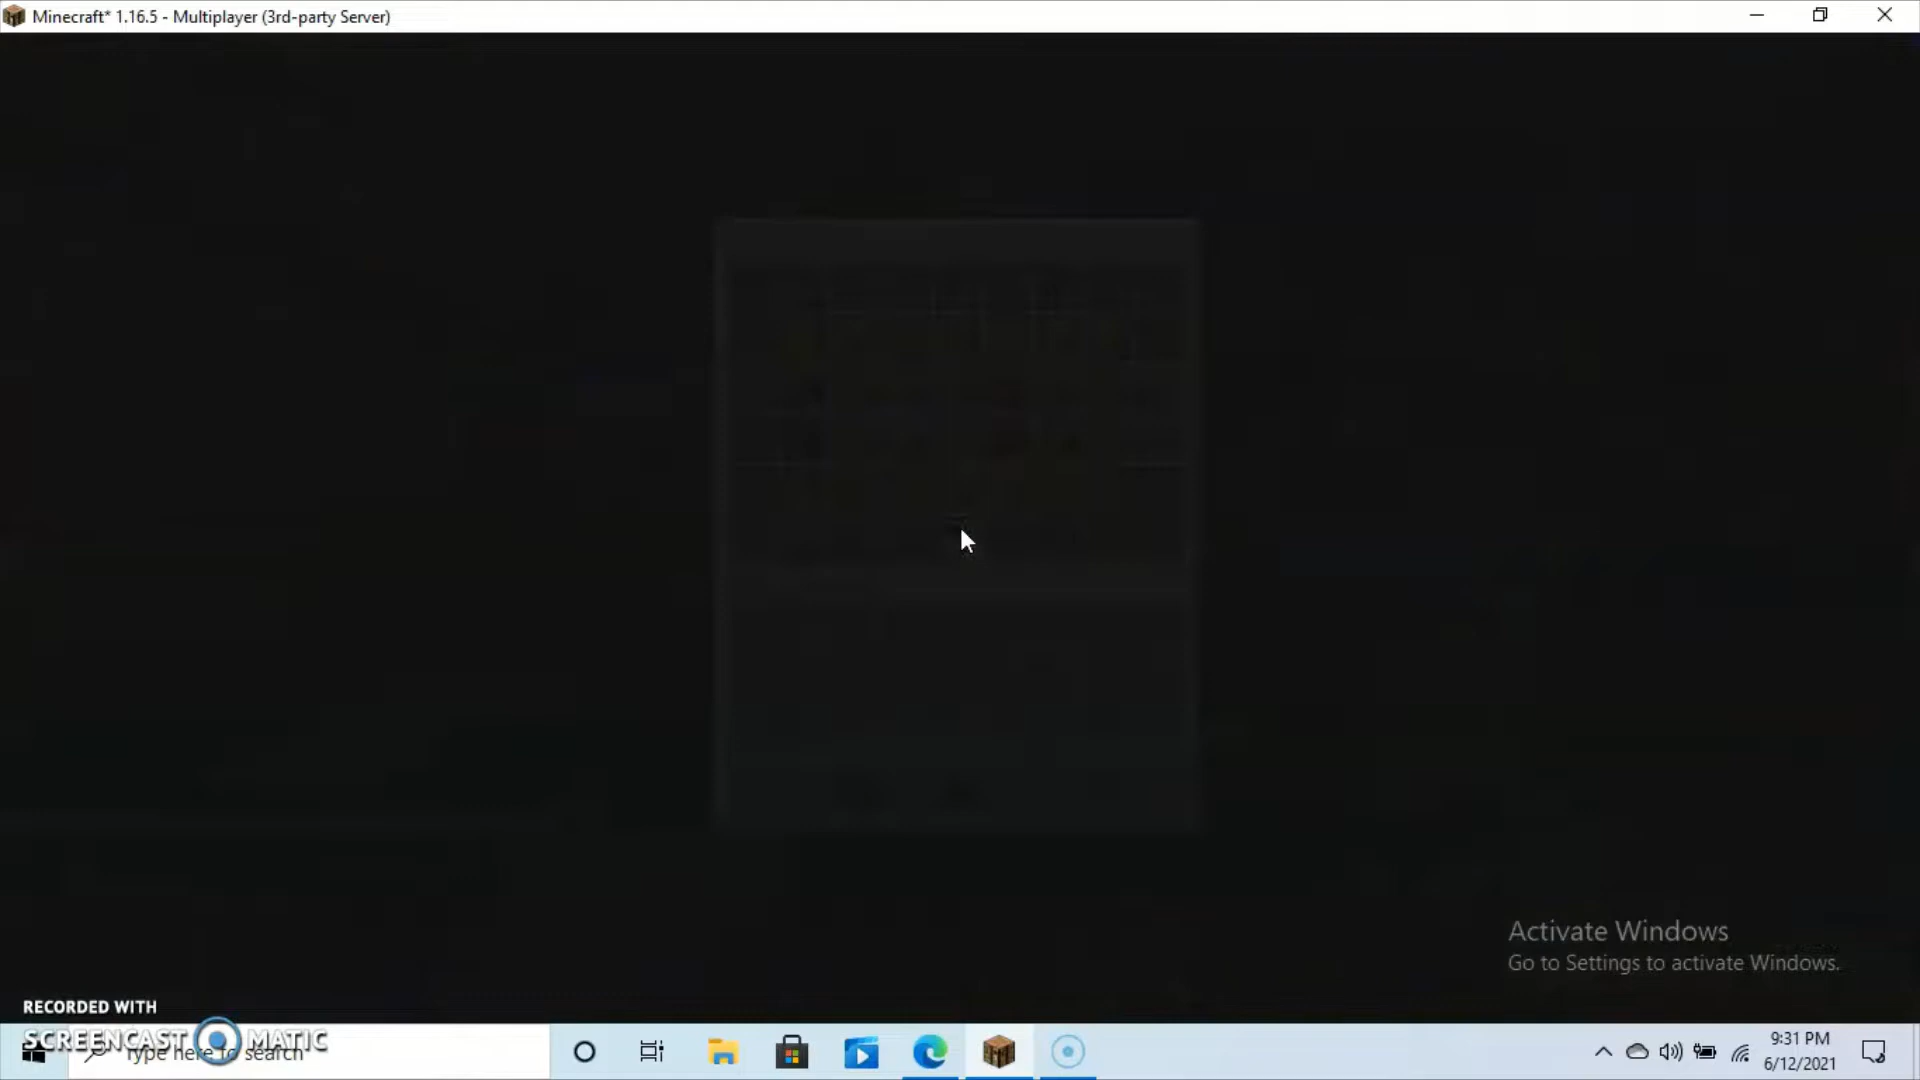 Minecraft* 1.16.5 - Multiplayer (3rd-party Server)
Activate Windows
Go to Settings to activate Windows.
RECORDED WITH
SCREENCAST MATIC
Type here to search
9:31 PM
6/12/2021